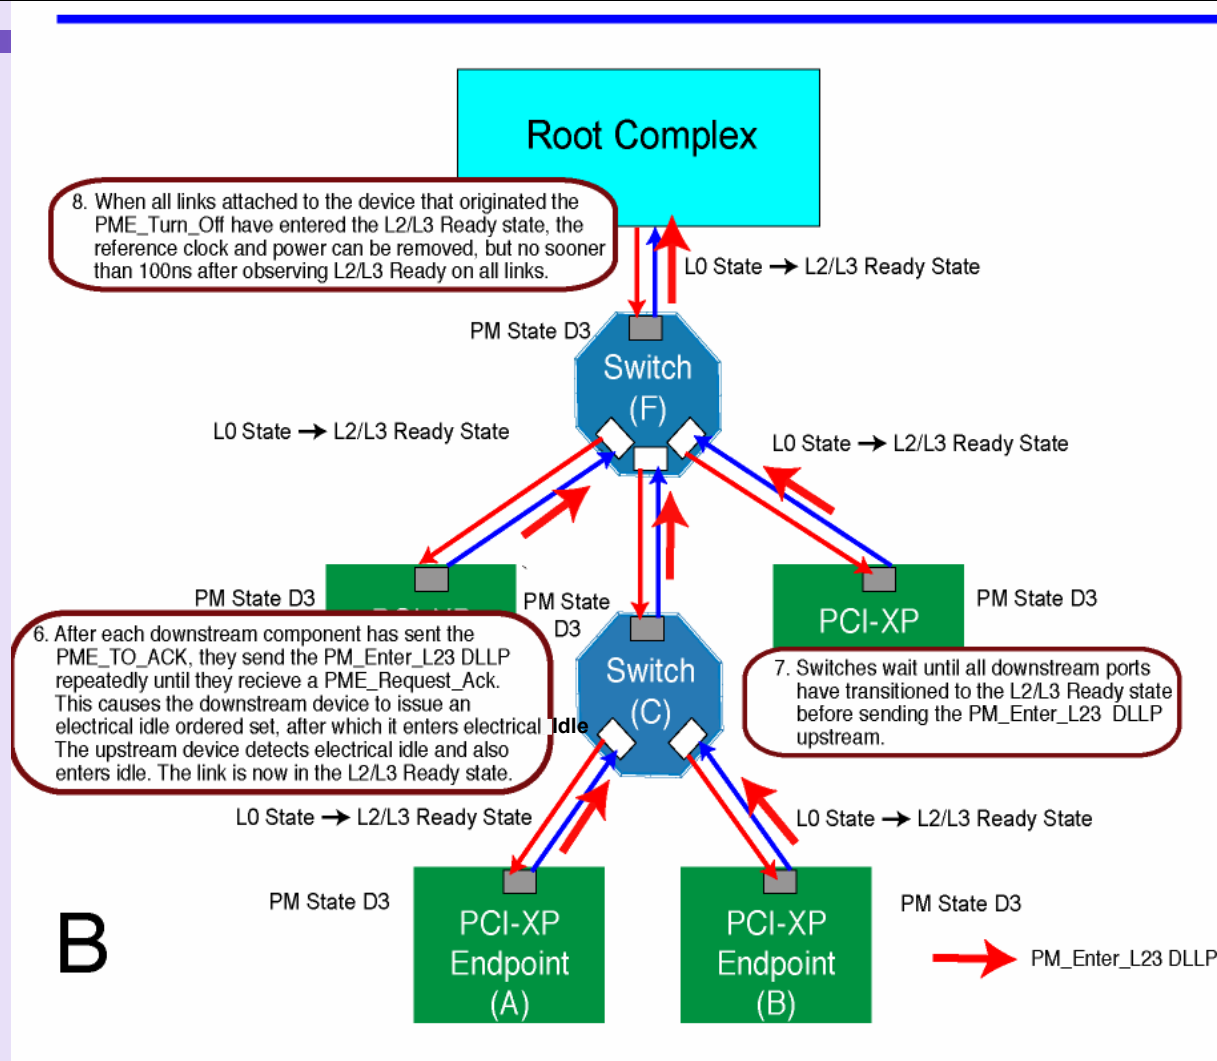 Root Complex
8. When all links attached to the device that originated the
PME_Turn_Off have entered the L2/L3 Ready state, the
reference clock and power can be removed, but no sooner
than 100ns after observing L2/L3 Ready on all links.
L0 State → L2/L3 Ready State
PM State D3
Switch
(F)
L0 State → L2/L3 Ready State
L0 State → L2/L3 Ready State
PM State D3
PM State
D3
PCI-XP
PM State D3
6. After each downstream component has sent the
PME_TO_ACK, they send the PM_Enter_L23 DLLP
repeatedly until they recieve a PME_Request_Ack.
This causes the downstream device to issue an
electrical idle ordered set, after which it enters electrical Idle
The upstream device detects electrical idle and also
enters idle. The link is now in the L2/L3 Ready state.
Switch
(C)
7. Switches wait until all downstream ports
have transitioned to the L2/L3 Ready state
before sending the PM_Enter_L23 DLLP
upstream.
L0 State → L2/L3 Ready State
L0 State → L2/L3 Ready State
PM State D3
PCI-XP
Endpoint
(A)
PCI-XP
Endpoint
(B)
PM State D3
B
PM_Enter_L23 DLLP